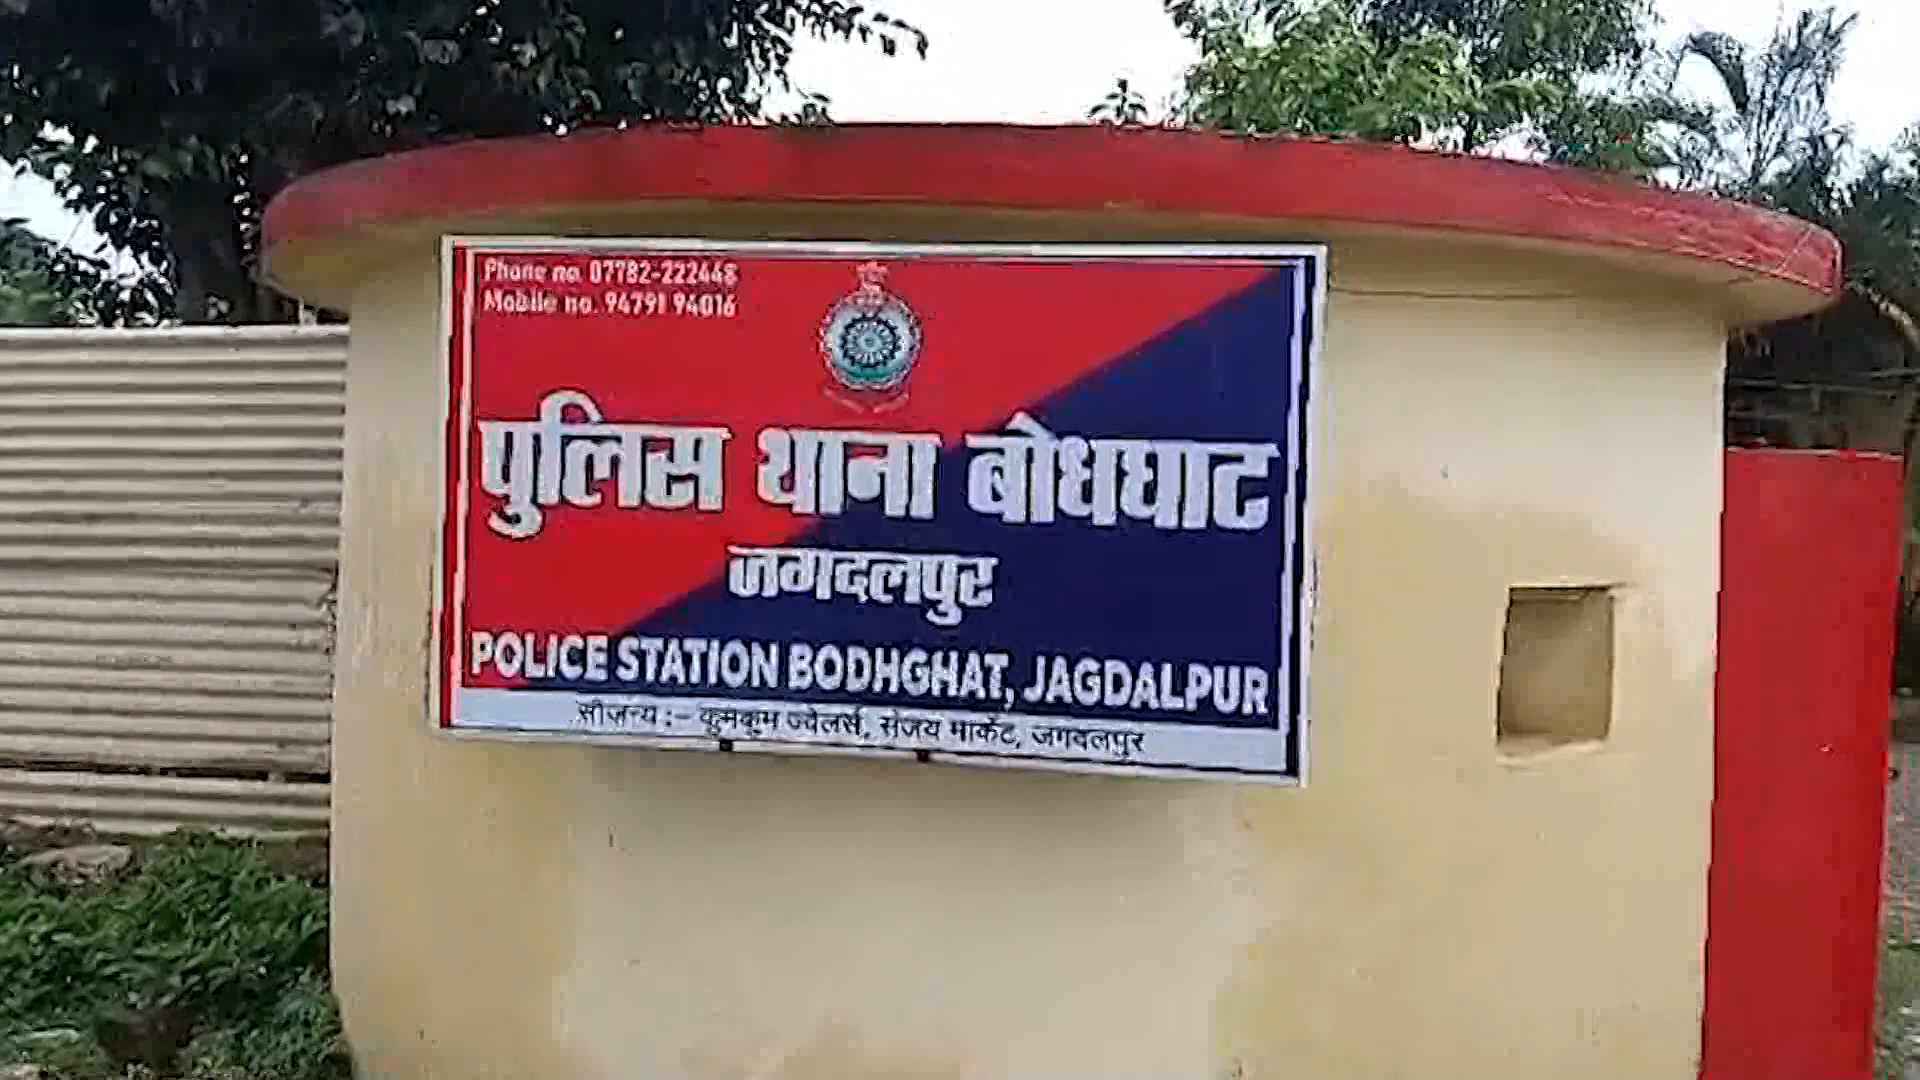 Phone no. 07782-222448
Mobile no. 94791 94016
पुलिस थाना बोधघाट
जगदलपुर
POLICE STATION BODHGHAT, JAGDALPUR
सौजन्य :- कुमकुम ज्वेलर्स, संजय मार्केट, जगदलपुर